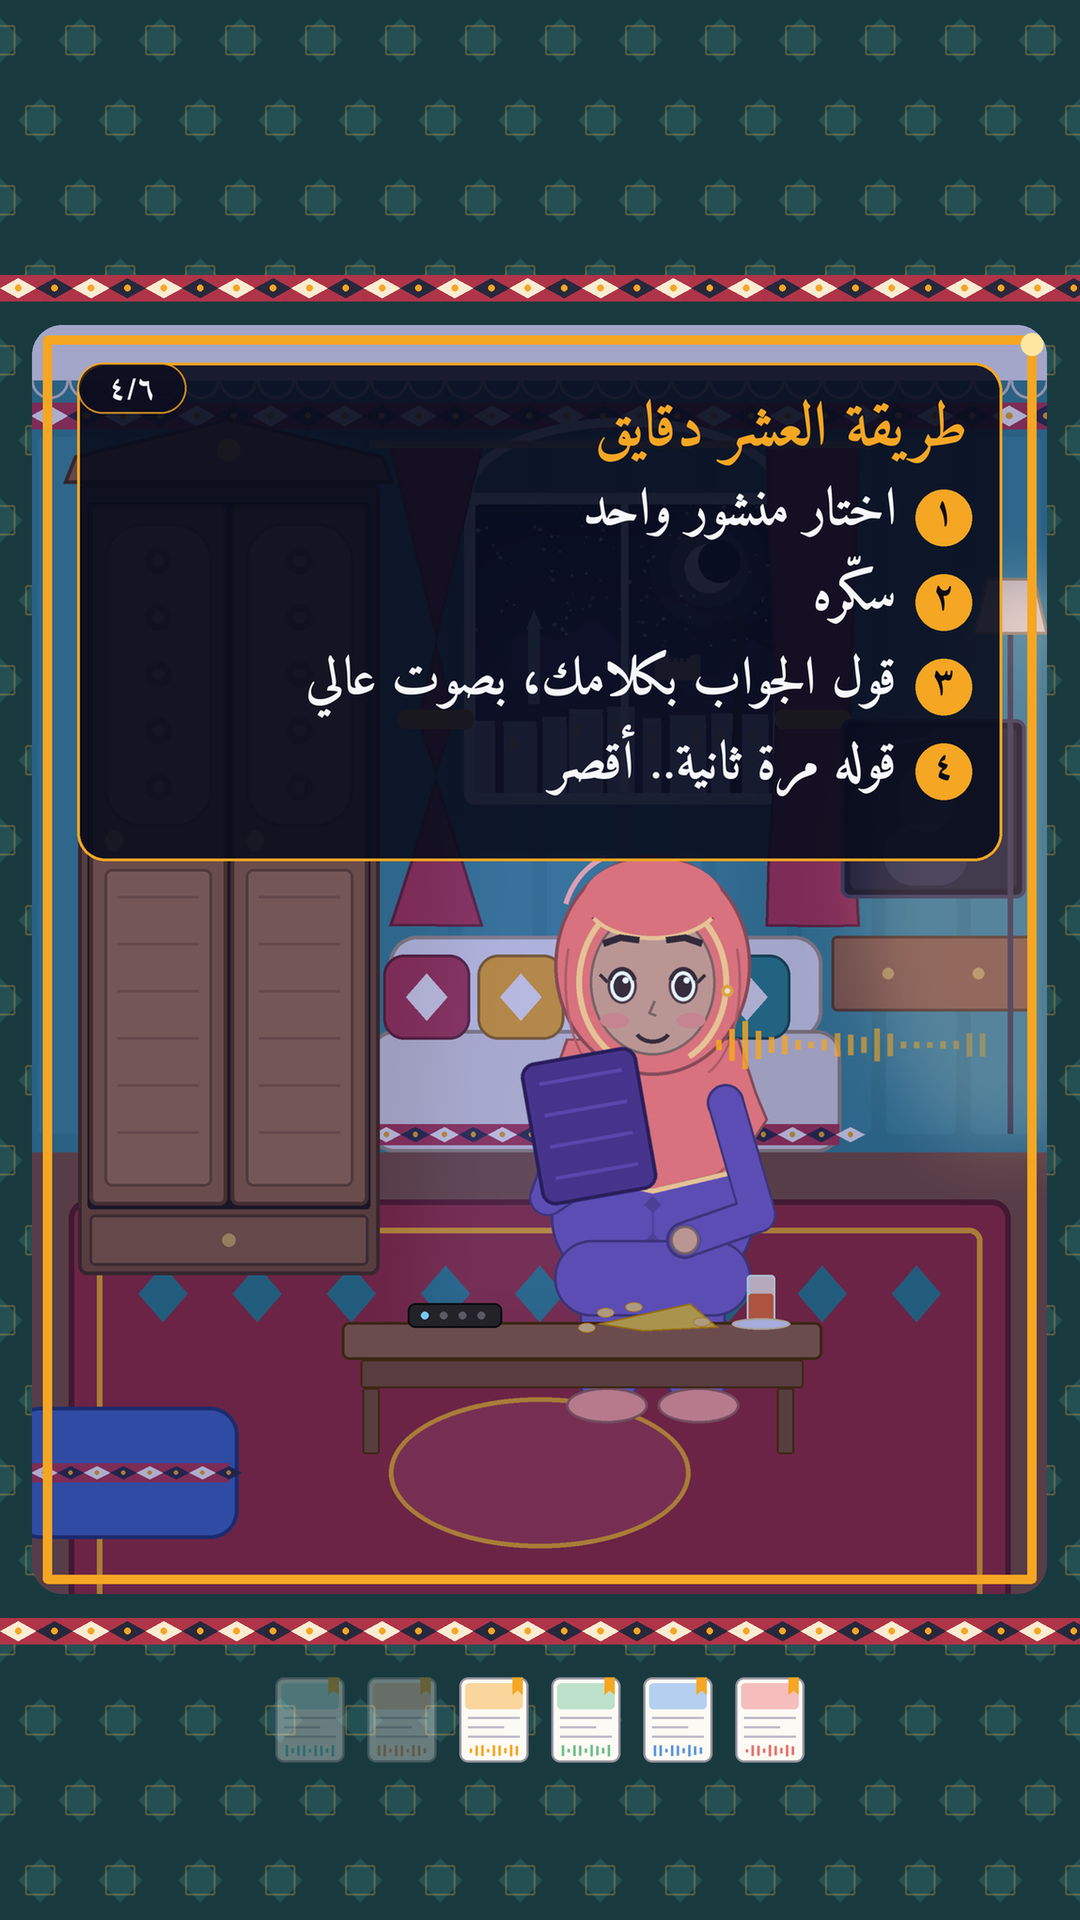 ٤/٦
طريقة العشر دقايق
١ اختار منشور واحد
٢ سكّره
٣ قول الجواب بكلامك، بصوت عالي
٤ قوله مرة ثانية.. أقصر